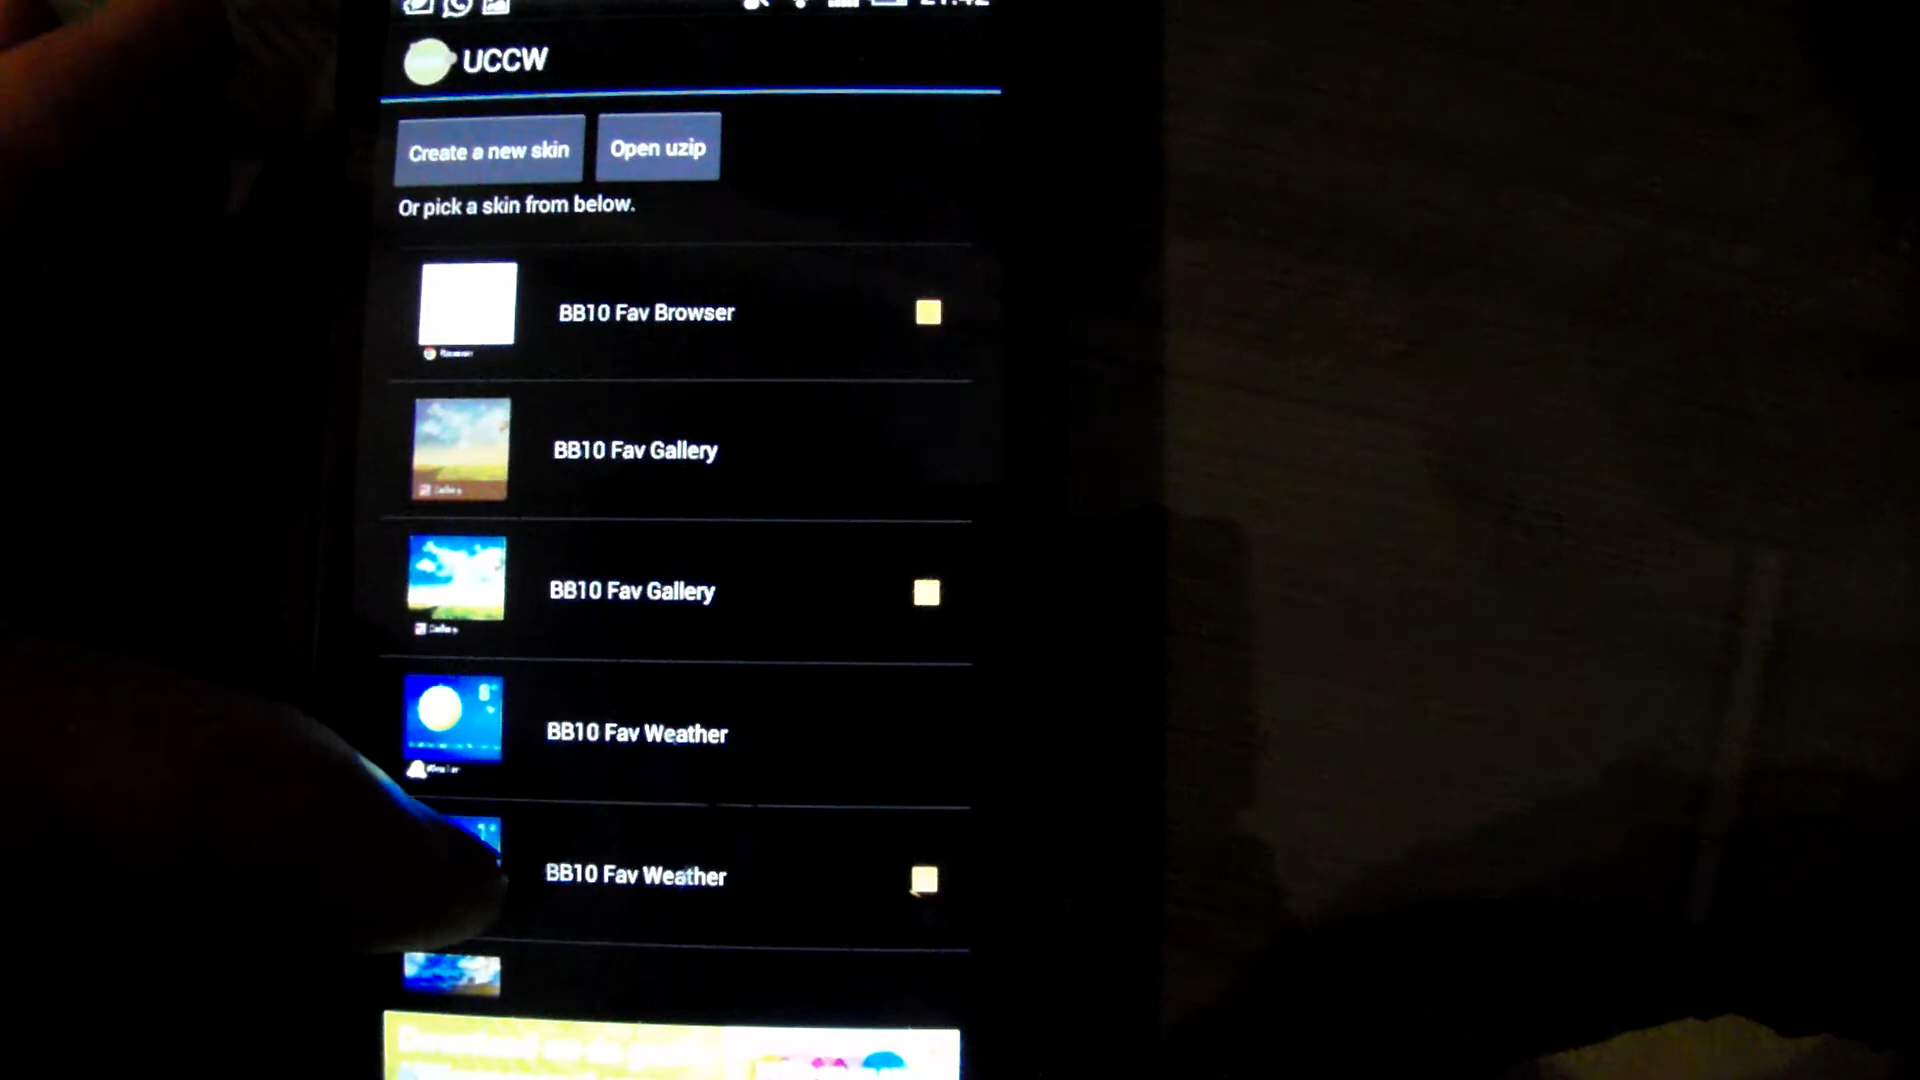 UCCW
Create a new skin
Open uzip
Or pick a skin from below.
BB10 Fav Browser
BB10 Fav Gallery
BB10 Fav Gallery
BB10 Fav Weather
BB10 Fav Weather